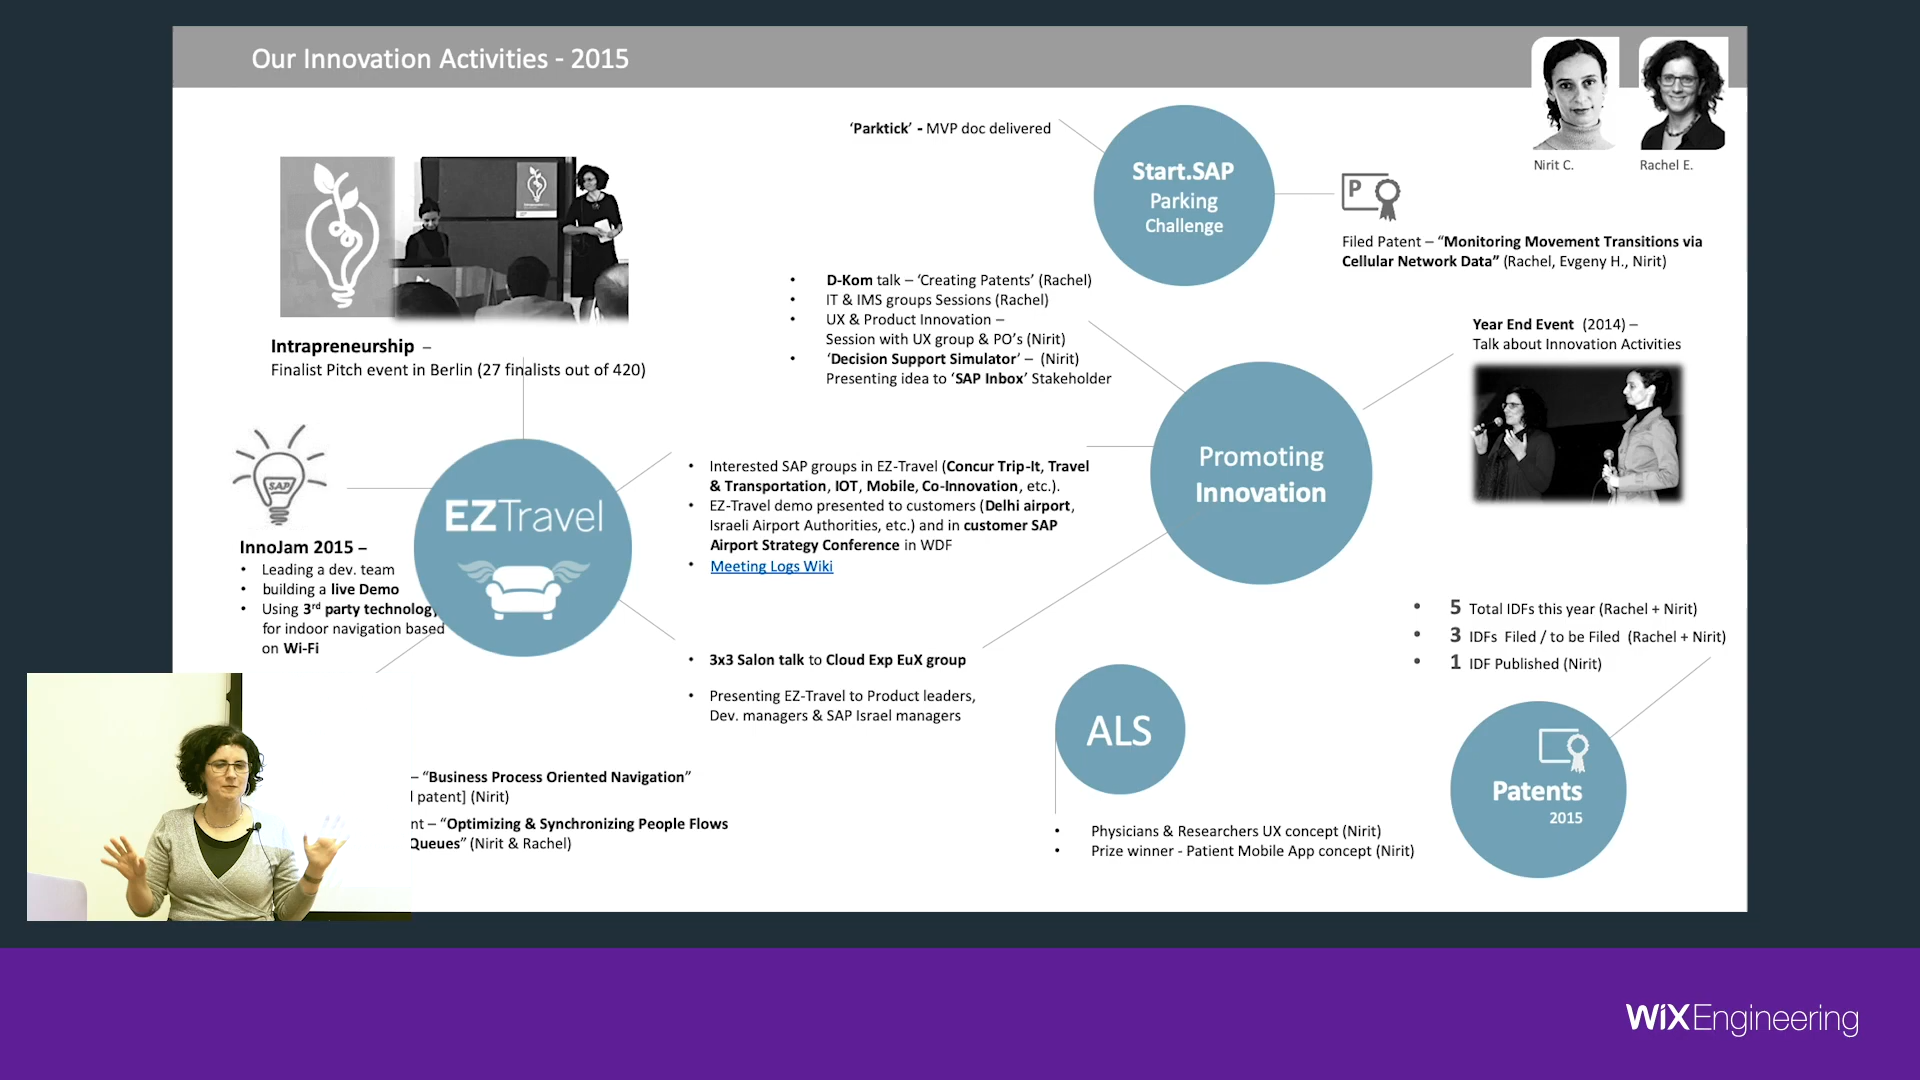 Our Innovation Activities - 2015
Nirit C.
Rachel E.
‘Parktick’ - MVP doc delivered
Start.SAP
Parking
Challenge
P
Filed Patent – “Monitoring Movement Transitions via
Cellular Network Data” (Rachel, Evgeny H., Nirit)
• D-Kom talk – ‘Creating Patents’ (Rachel)
• IT & IMS groups Sessions (Rachel)
• UX & Product Innovation –
Session with UX group & PO’s (Nirit)
• ‘Decision Support Simulator’ – (Nirit)
Presenting idea to ‘SAP Inbox’ Stakeholder
Year End Event (2014) –
Talk about Innovation Activities
Intrapreneurship –
Finalist Pitch event in Berlin (27 finalists out of 420)
Promoting
Innovation
SAP
EZTravel
• Interested SAP groups in EZ-Travel (Concur Trip-It, Travel
& Transportation, IOT, Mobile, Co-Innovation, etc.).
• EZ-Travel demo presented to customers (Delhi airport,
Israeli Airport Authorities, etc.) and in customer SAP
Airport Strategy Conference in WDF
• Meeting Logs Wiki
InnoJam 2015 –
• Leading a dev. team
• building a live Demo
• Using 3rd party technology
for indoor navigation based
on Wi-Fi
• 3x3 Salon talk to Cloud Exp EuX group
• Presenting EZ-Travel to Product leaders,
Dev. managers & SAP Israel managers
• 5 Total IDFs this year (Rachel + Nirit)
• 3 IDFs Filed / to be Filed (Rachel + Nirit)
• 1 IDF Published (Nirit)
ALS
Patents
2015
– “Business Process Oriented Navigation”
patent] (Nirit)
– “Optimizing & Synchronizing People Flows
Queues” (Nirit & Rachel)
• Physicians & Researchers UX concept (Nirit)
• Prize winner - Patient Mobile App concept (Nirit)
WiX Engineering